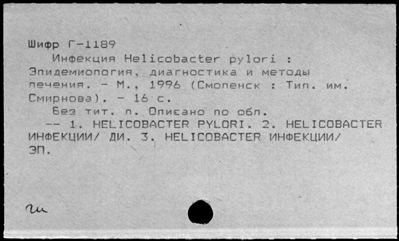 Шифр Г-1189
Инфекция Helicobacter pylori :
Эпидемиология, диагностика и методы
лечения. - М., 1996 (Смоленск : Тип. им.
Смирнова). - 16 с.
Без тит. л. Описано по обл.
-- 1. HELICOBACTER PYLORI. 2. HELICOBACTER
ИНФЕКЦИИ/ ДИ. 3. HELICOBACTER ИНФЕКЦИИ/
ЭП.